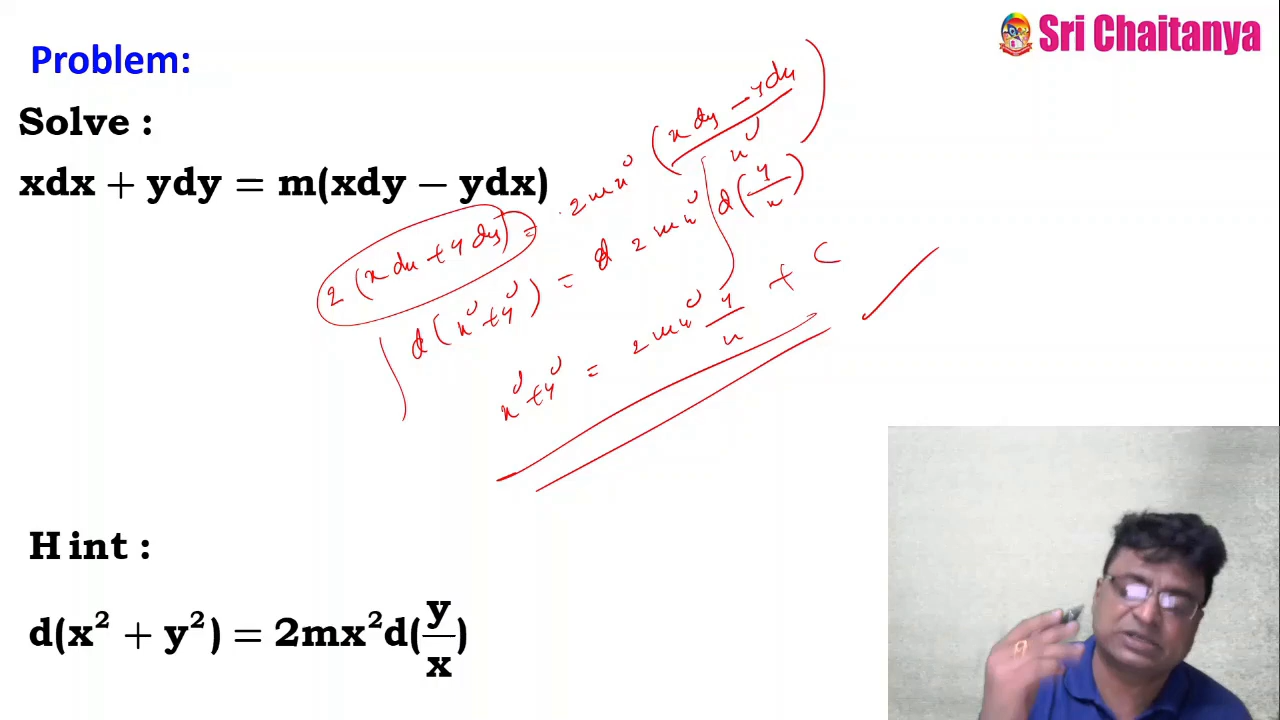 Sri Chaitanya
Problem:
Solve :
xdx + ydy = m(xdy − ydx)
2(xdx + ydy) = 2mx² (xdy − ydx / x²)
∫ d(x² + y²) = 2mx² ∫ d(y/x)
x² + y² = 2mx² y/x + C
Hint :
d(x² + y²) = 2mx²d(y/x)